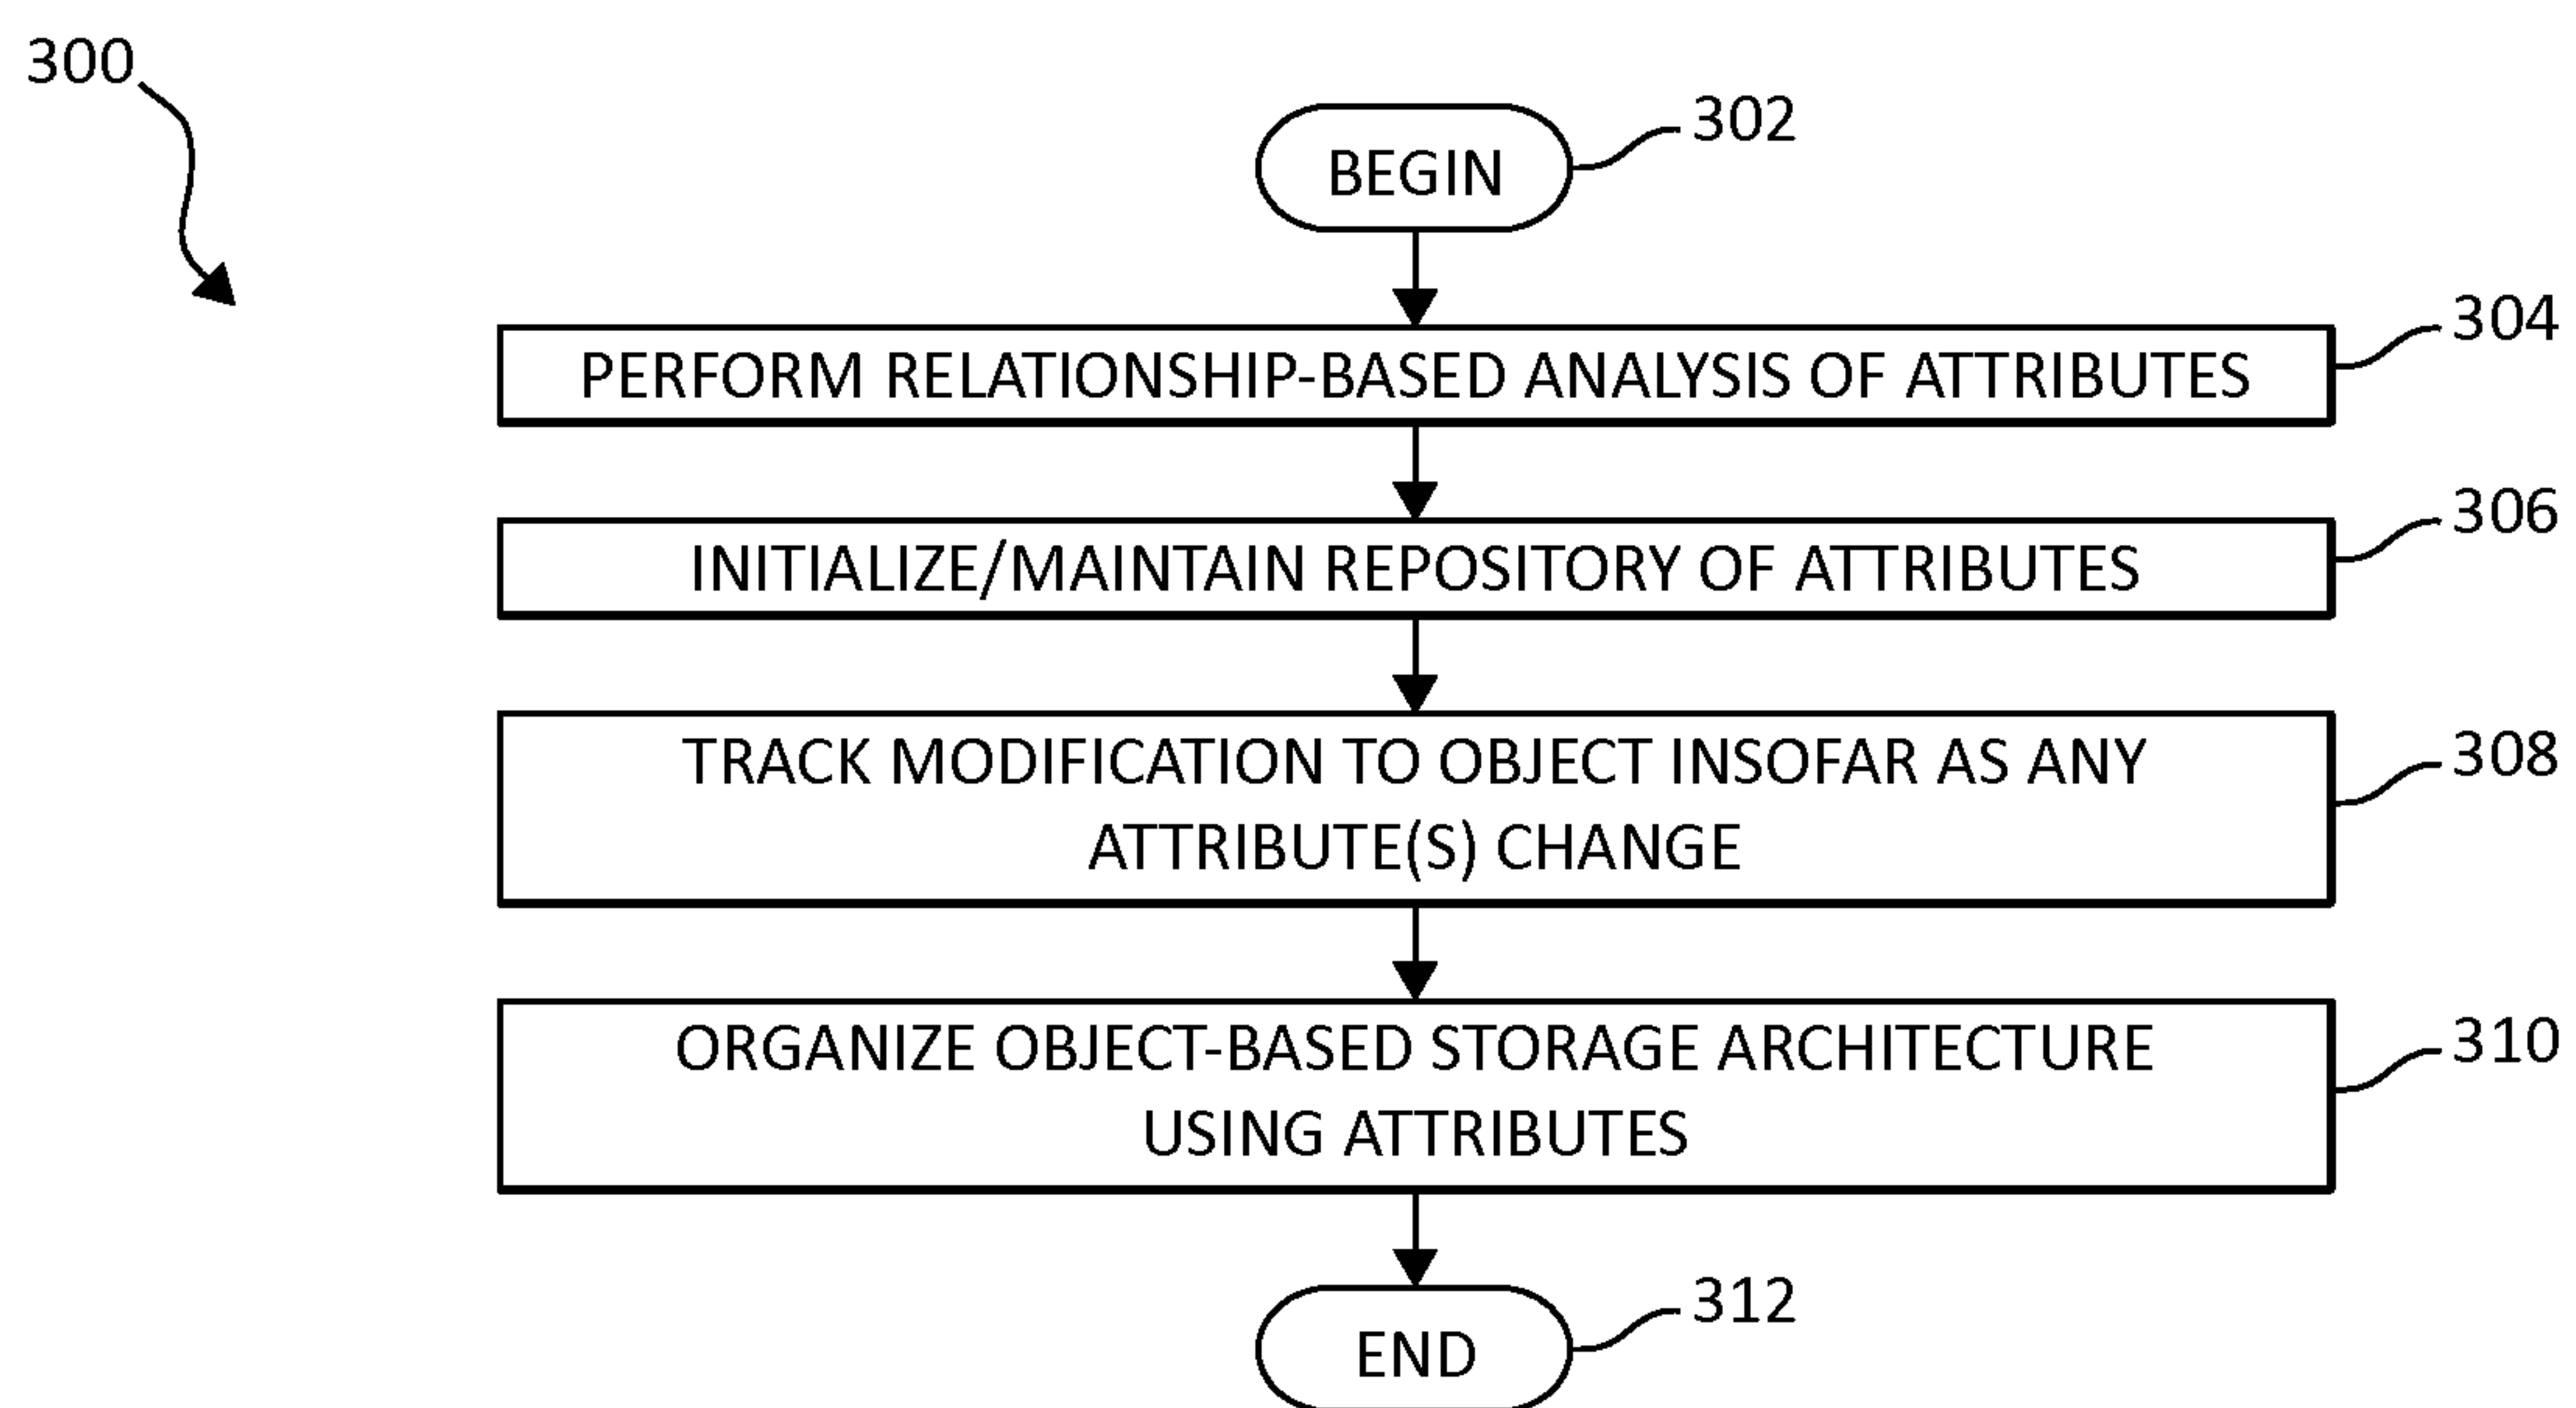 300
BEGIN
302
PERFORM RELATIONSHIP-BASED ANALYSIS OF ATTRIBUTES
304
INITIALIZE/MAINTAIN REPOSITORY OF ATTRIBUTES
306
TRACK MODIFICATION TO OBJECT INSOFAR AS ANY
ATTRIBUTE(S) CHANGE
308
ORGANIZE OBJECT-BASED STORAGE ARCHITECTURE
USING ATTRIBUTES
310
END
312